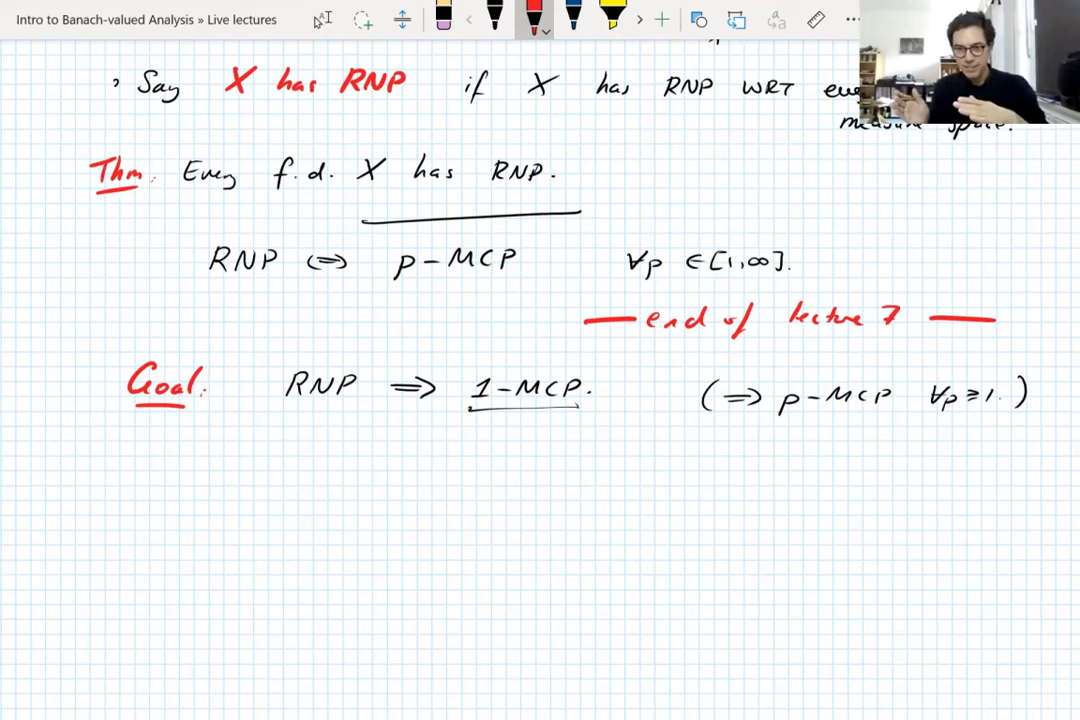 Intro to Banach-valued Analysis » Live lectures
, Say X has RNP if X has RNP WRT
measure space.
Thm: Every f.d. X has RNP.
RNP ⇔ p-MCP ∀p ∈ [1,∞].
— end of lecture 7 —
Goal: RNP ⇒ 1-MCP. (⇒ p-MCP ∀p≥1.)